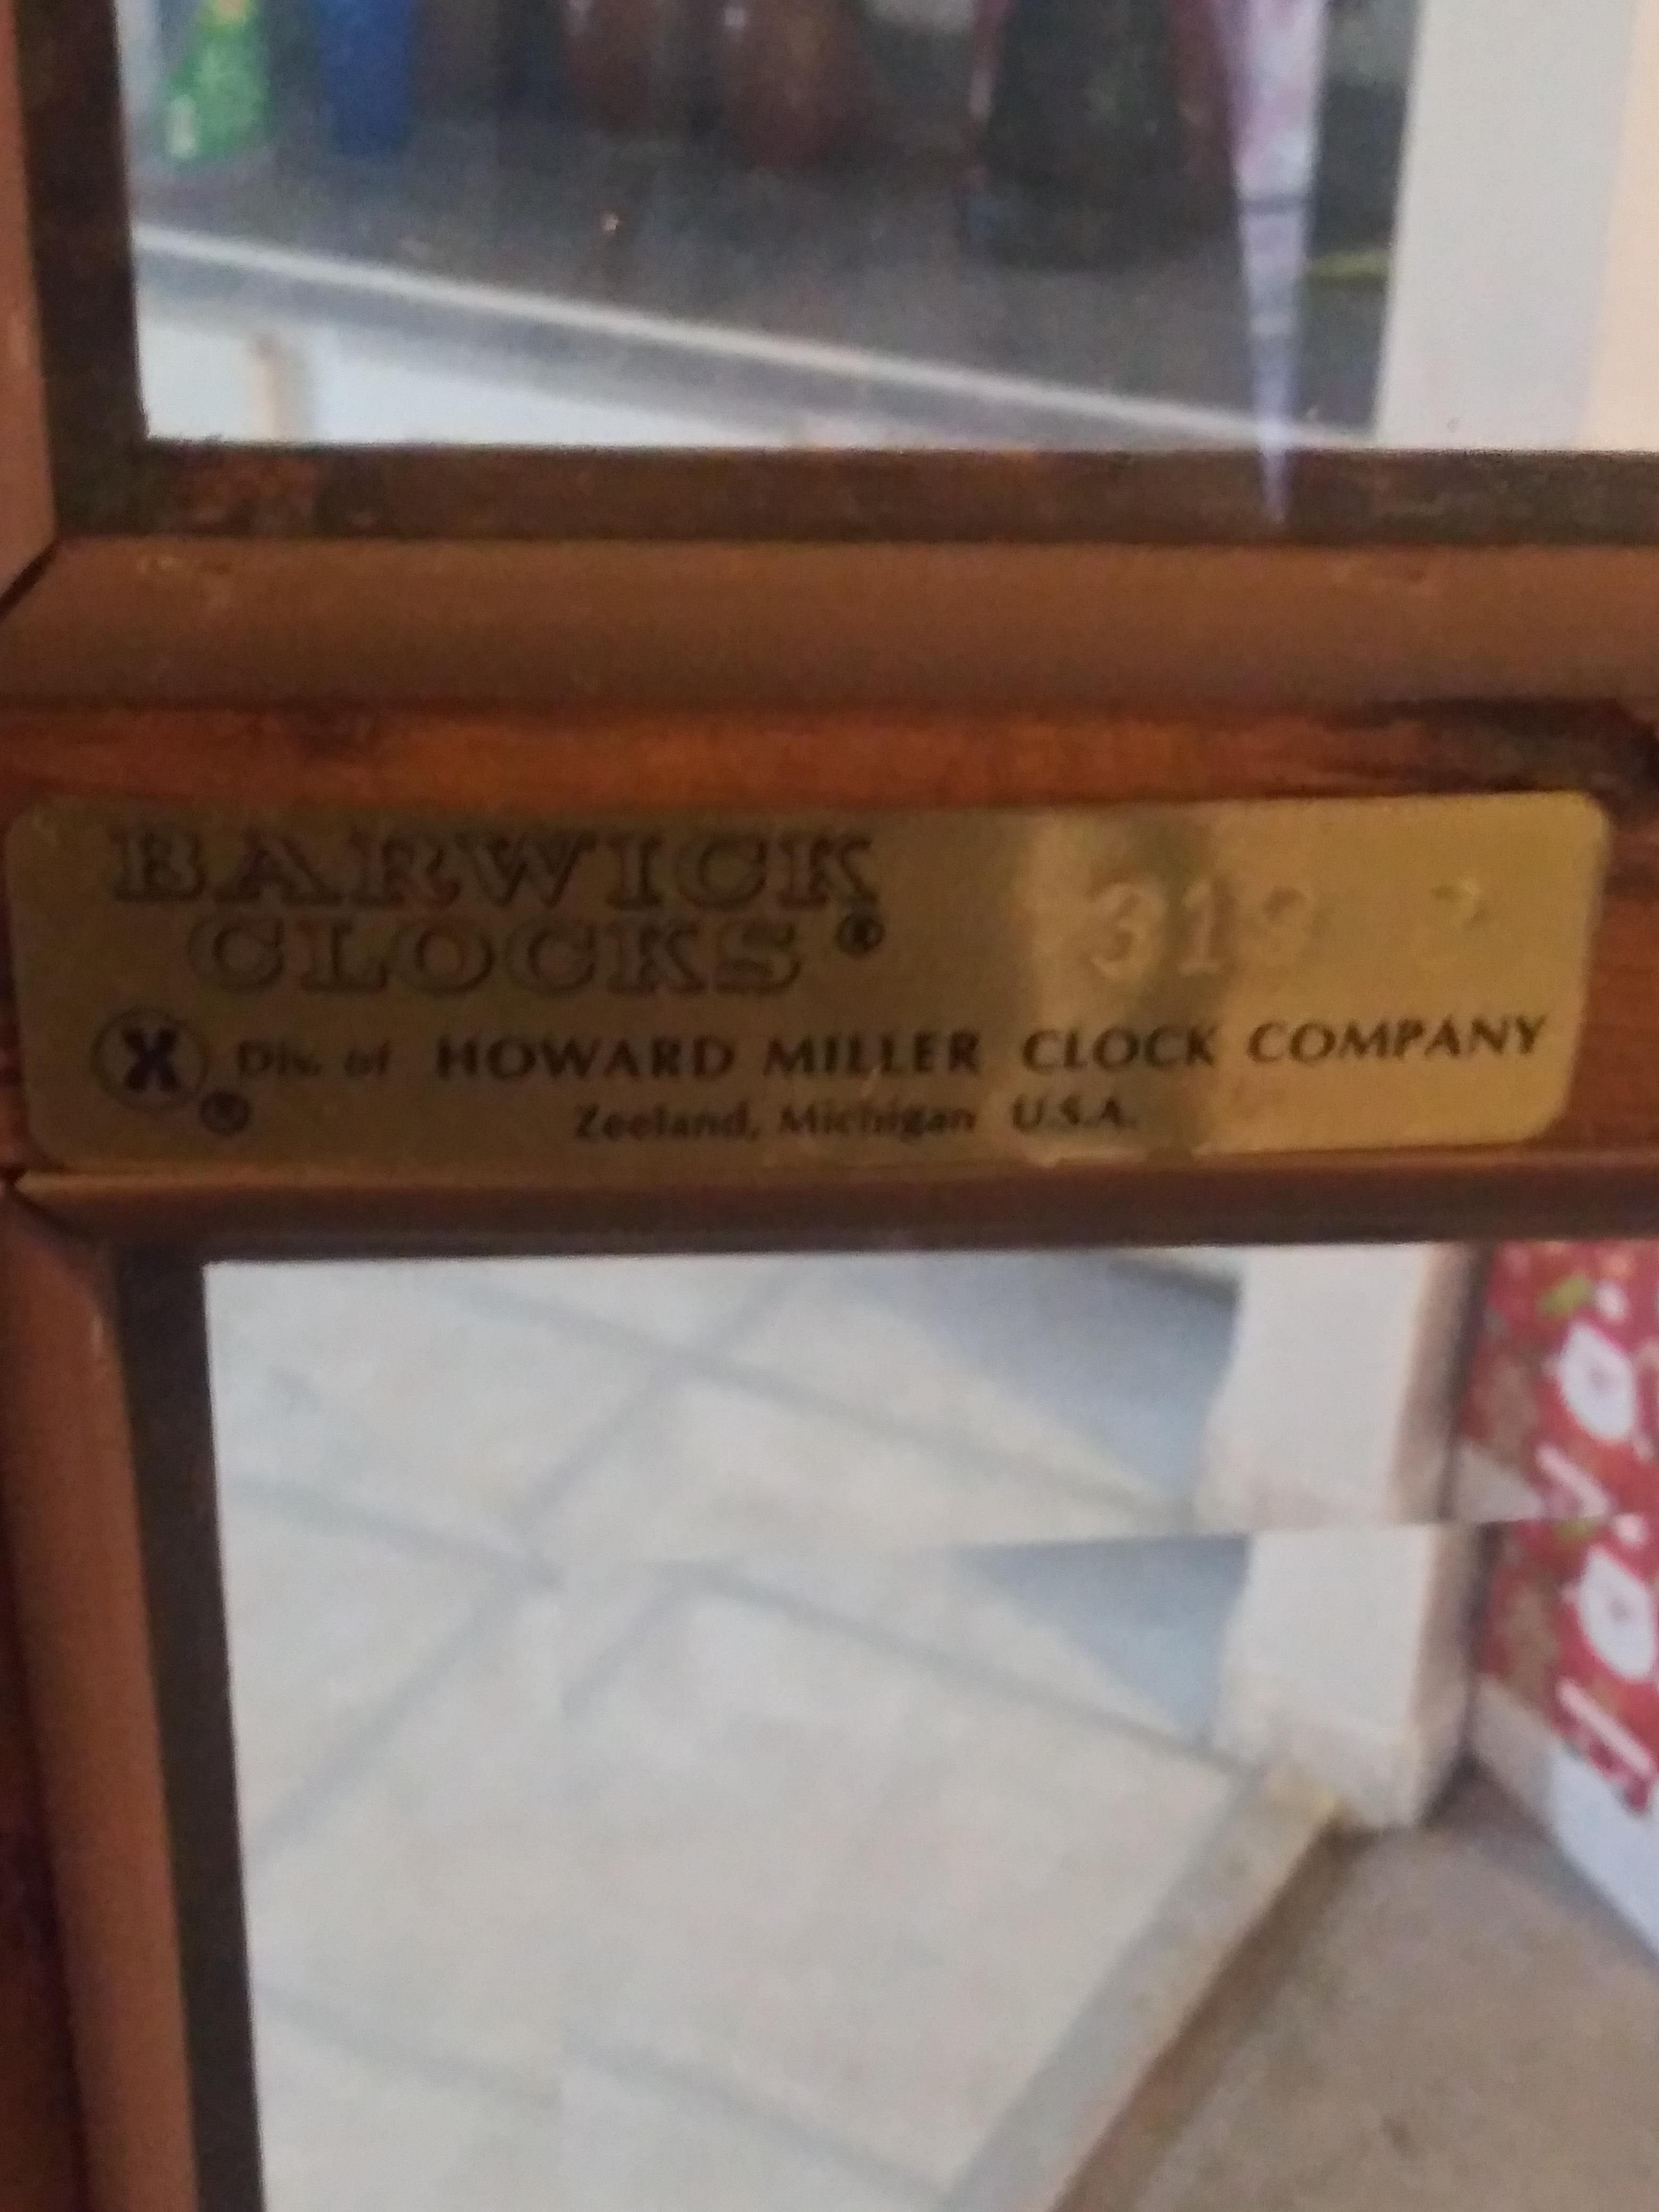 BARWICK
CLOCKS ®
X ® Div. of HOWARD MILLER CLOCK COMPANY
Zeeland, Michigan U.S.A.